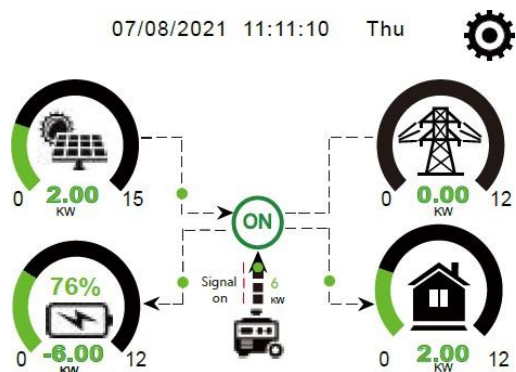 07/08/2021 11:11:10 Thu
0 2.00 15
KW
0 0.00 12
KW
ON
76%
Signal
on
6
KW
0 -6.00 12
KW
0 2.00 12
KW